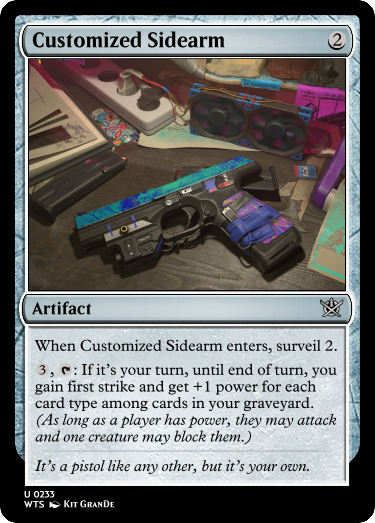 Customized Sidearm 2
Artifact
When Customized Sidearm enters, surveil 2.
3, : If it's your turn, until end of turn, you
gain first strike and get +1 power for each
card type among cards in your graveyard.
(As long as a player has power, they may attack
and one creature may block them.)
It's a pistol like any other, but it's your own.
U 0233
WTS Kit GranDe